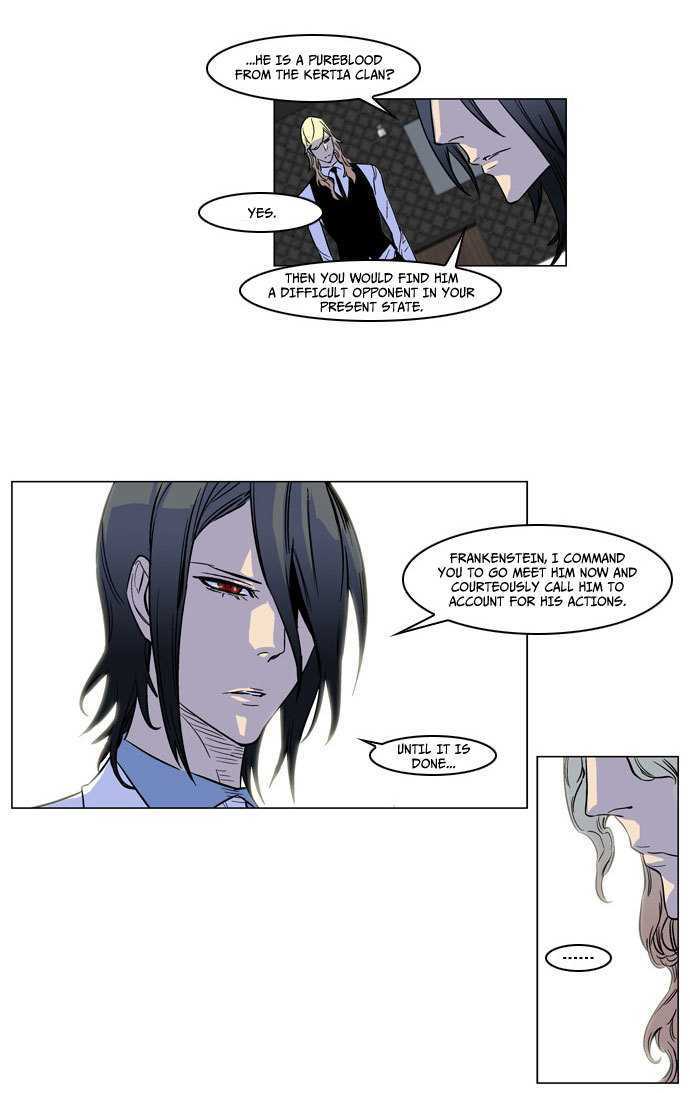 ...HE IS A PUREBLOOD
FROM THE KERTIA CLAN?
YES.
THEN YOU WOULD FIND HIM
A DIFFICULT OPPONENT IN YOUR
PRESENT STATE.
FRANKENSTEIN, I COMMAND
YOU TO GO MEET HIM NOW AND
COURTEOUSLY CALL HIM TO
ACCOUNT FOR HIS ACTIONS.
UNTIL IT IS
DONE...
------